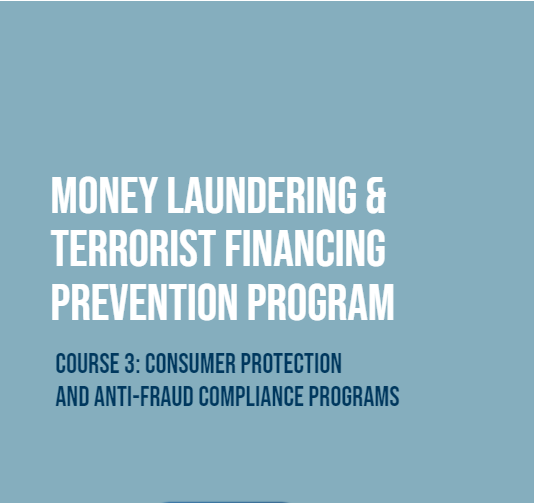 MONEY LAUNDERING &
TERRORIST FINANCING
PREVENTION PROGRAM
COURSE 3: CONSUMER PROTECTION
AND ANTI-FRAUD COMPLIANCE PROGRAMS